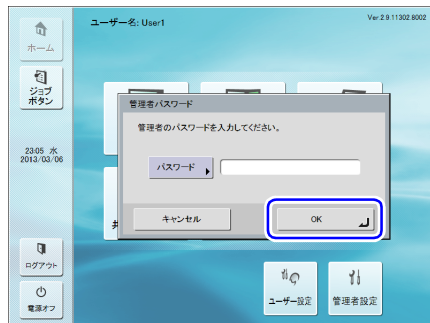 ホーム
ユーザー名: User1
Ver.2.9 11302.8002
ジョブ
ボタン
管理者パスワード
管理者のパスワードを入力してください。
パスワード
キャンセル
OK
23:05 水
2013/03/06
共
ログアウト
電源オフ
ユーザー設定
管理者設定